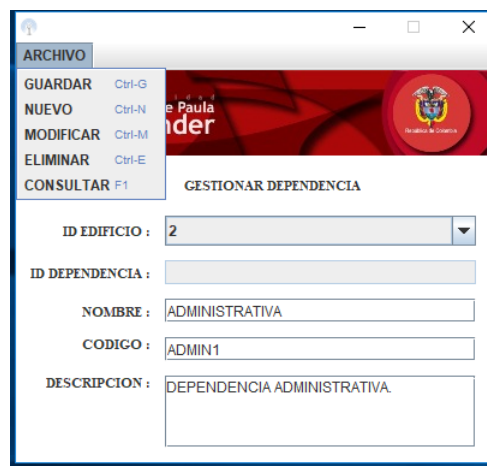 ARCHIVO
GUARDAR Ctrl-G
NUEVO Ctrl-N
MODIFICAR Ctrl-M
ELIMINAR Ctrl-E
CONSULTAR F1
Paula
República de Colombia
GESTIONAR DEPENDENCIA
ID EDIFICIO : 2
ID DEPENDENCIA :
NOMBRE : ADMINISTRATIVA
CODIGO : ADMIN1
DESCRIPCION : DEPENDENCIA ADMINISTRATIVA.